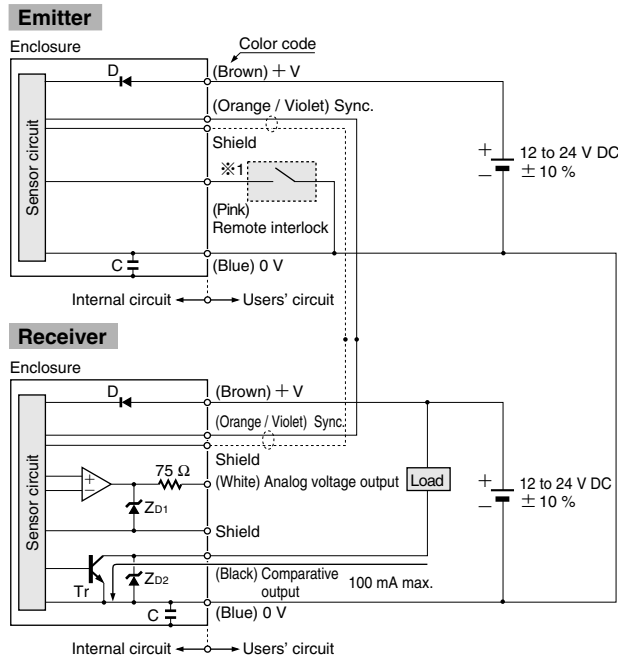 Emitter
Enclosure
Color code
D
(Brown) + V
(Orange / Violet) Sync.
Shield
※1
Sensor circuit
(Pink)
Remote interlock
+
−
12 to 24 V DC
± 10 %
C
(Blue) 0 V
Internal circuit
Users' circuit
Receiver
Enclosure
D
(Brown) + V
(Orange / Violet) Sync.
Shield
75 Ω
(White) Analog voltage output
Load
+
−
ZD1
Sensor circuit
+
−
12 to 24 V DC
± 10 %
Shield
ZD2
Tr
(Black) Comparative
output
100 mA max.
C
(Blue) 0 V
Internal circuit
Users' circuit